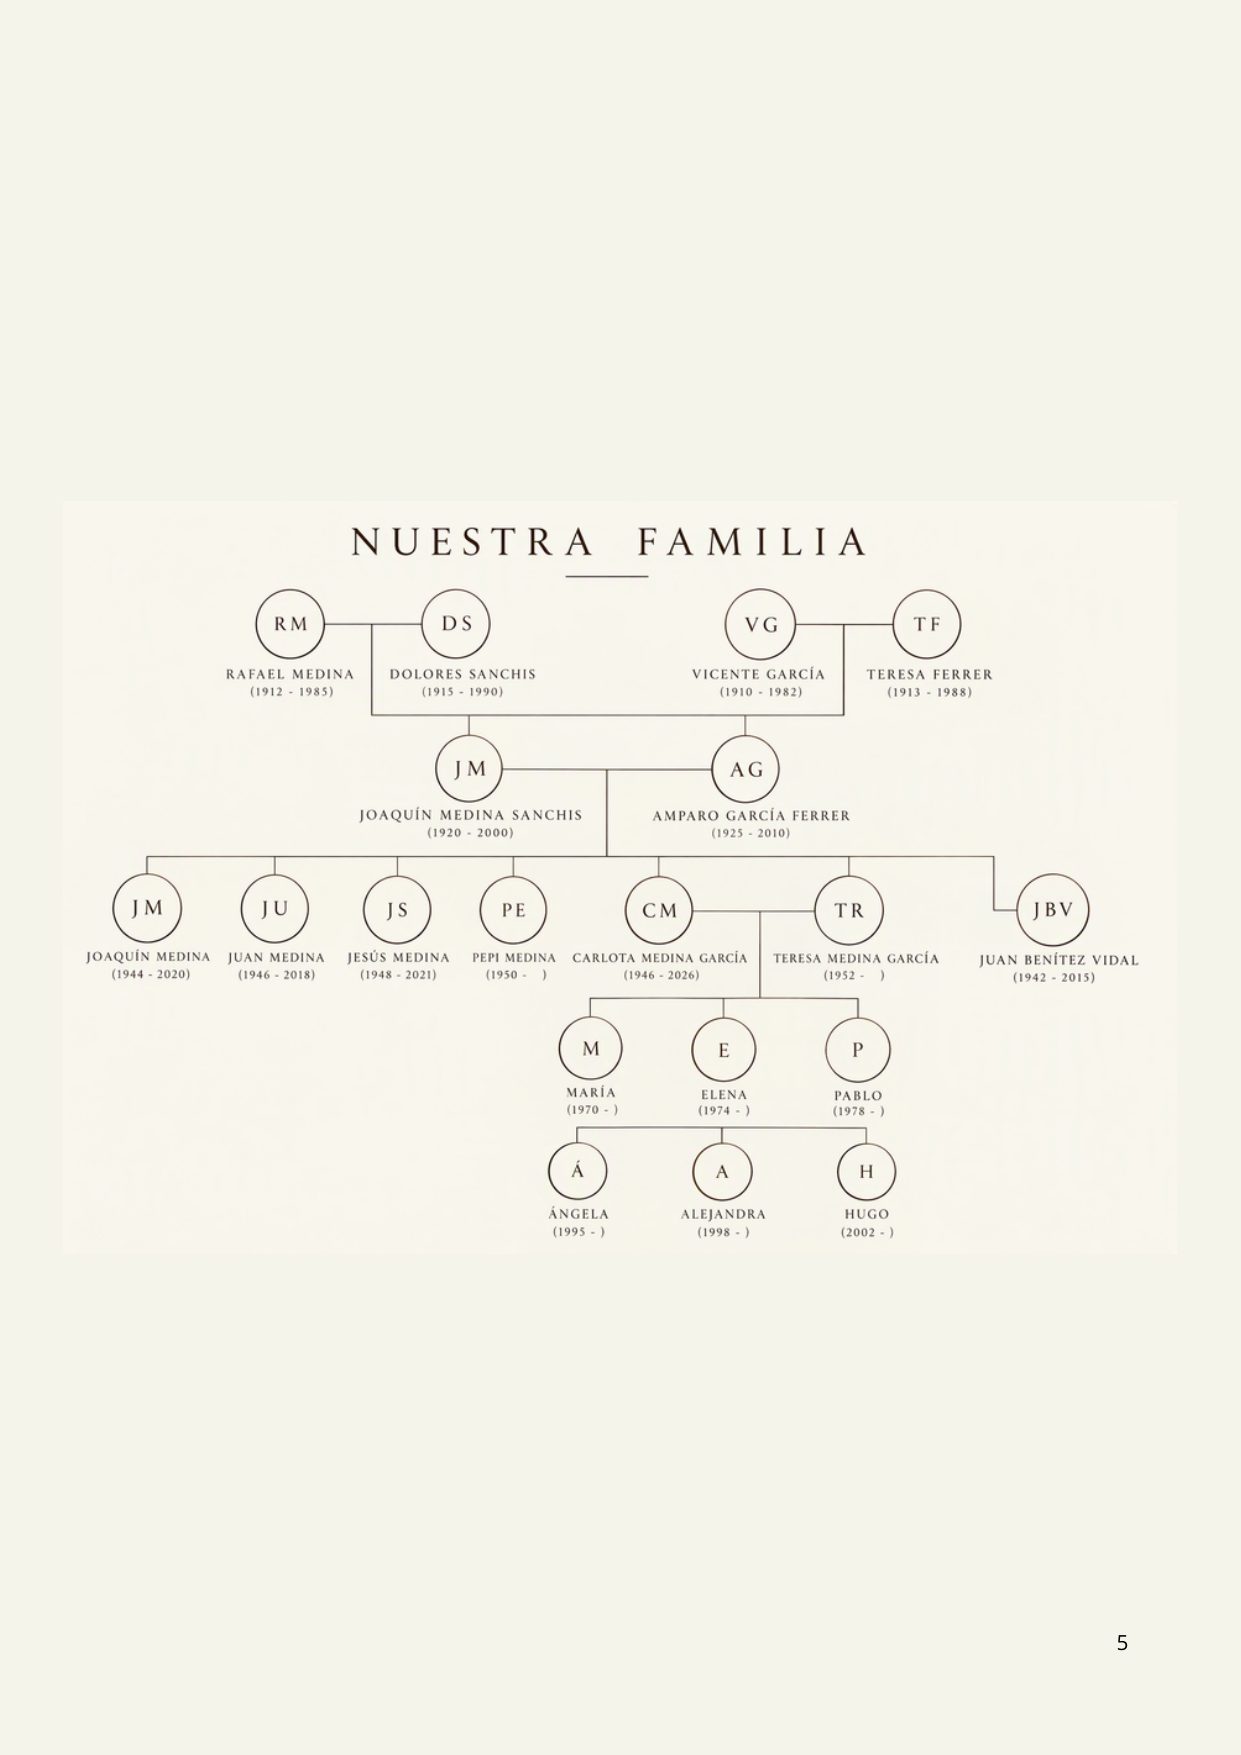 NUESTRA FAMILIA
RM DS VG TF
RAFAEL MEDINA DOLORES SANCHIS VICENTE GARCÍA TERESA FERRER
(1912 - 1985) (1915 - 1990) (1910 - 1982) (1913 - 1988)
JM AG
JOAQUÍN MEDINA SANCHIS AMPARO GARCÍA FERRER
(1920 - 2000) (1925 - 2010)
JM JU JS PE CM TR JBV
JOAQUÍN MEDINA JUAN MEDINA JESÚS MEDINA PEPI MEDINA CARLOTA MEDINA GARCÍA TERESA MEDINA GARCÍA JUAN BENÍTEZ VIDAL
(1944 - 2020) (1946 - 2018) (1948 - 2021) (1950 - ) (1946 - 2026) (1952 - ) (1942 - 2015)
M E P
MARÍA ELENA PABLO
(1970 - ) (1974 - ) (1978 - )
Á A H
ÁNGELA ALEJANDRA HUGO
(1995 - ) (1998 - ) (2002 - )
5